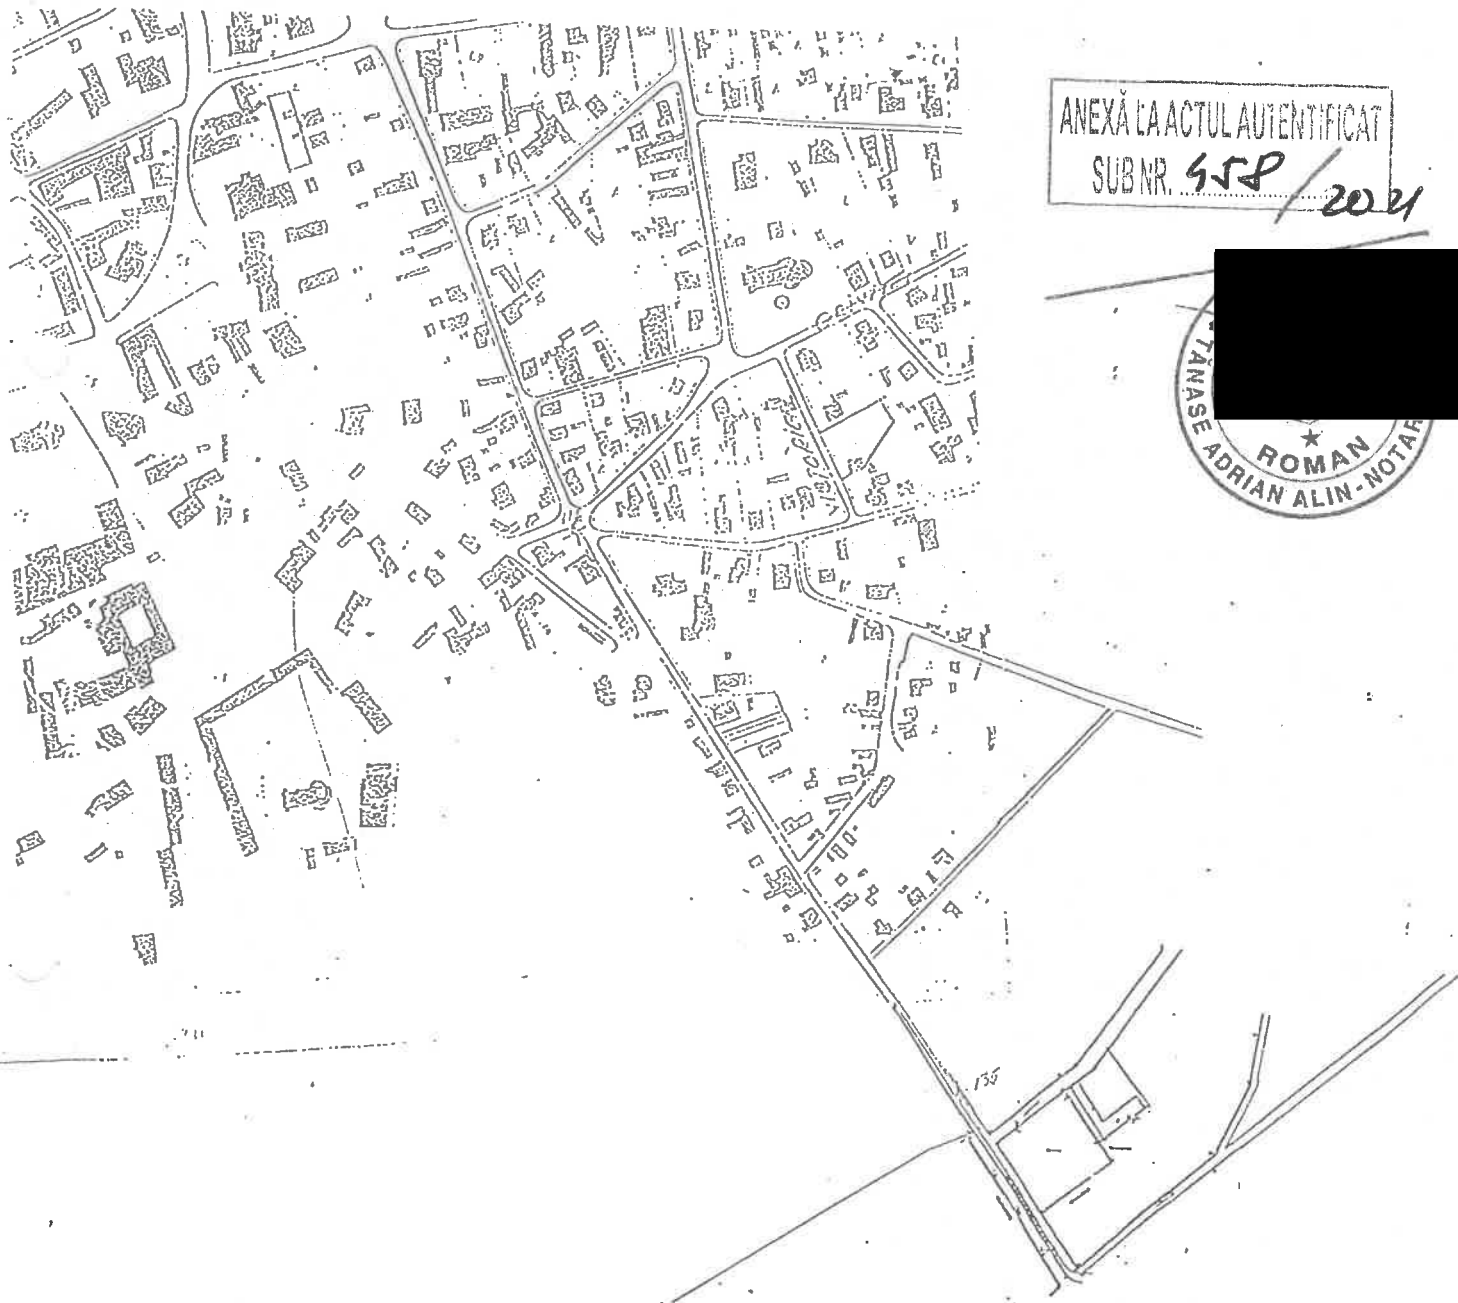 ANEXĂ LA ACTUL AUTENTIFICAT
SUB NR. 458 / 2021
TĂNASE ADRIAN ALIN - NOTAR
ROMAN
135